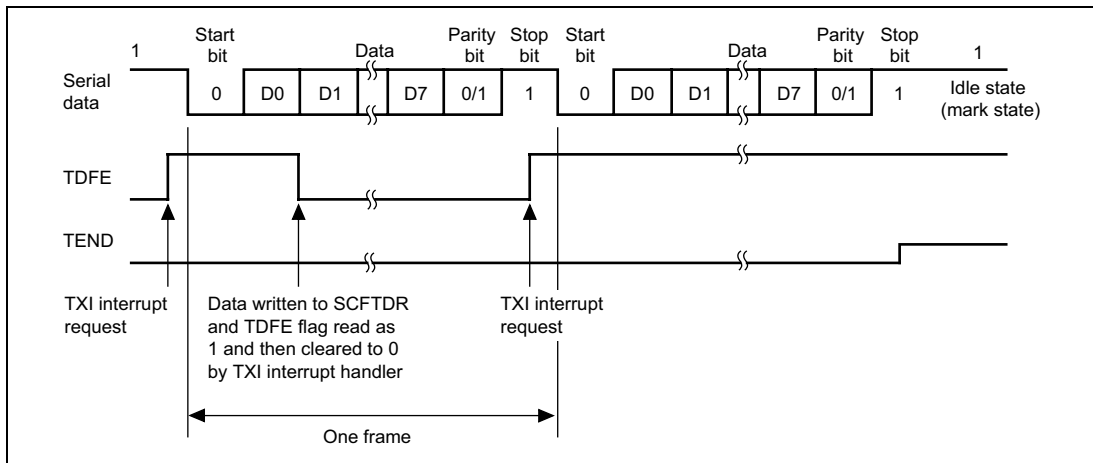 1 Start bit Data Parity bit Stop bit Start bit Data Parity bit Stop bit 1
Serial data 0 D0 D1 D7 0/1 1 0 D0 D1 D7 0/1 1 Idle state (mark state)
TDFE
TEND
TXI interrupt request
Data written to SCFTDR
and TDFE flag read as
1 and then cleared to 0
by TXI interrupt handler
TXI interrupt request
One frame